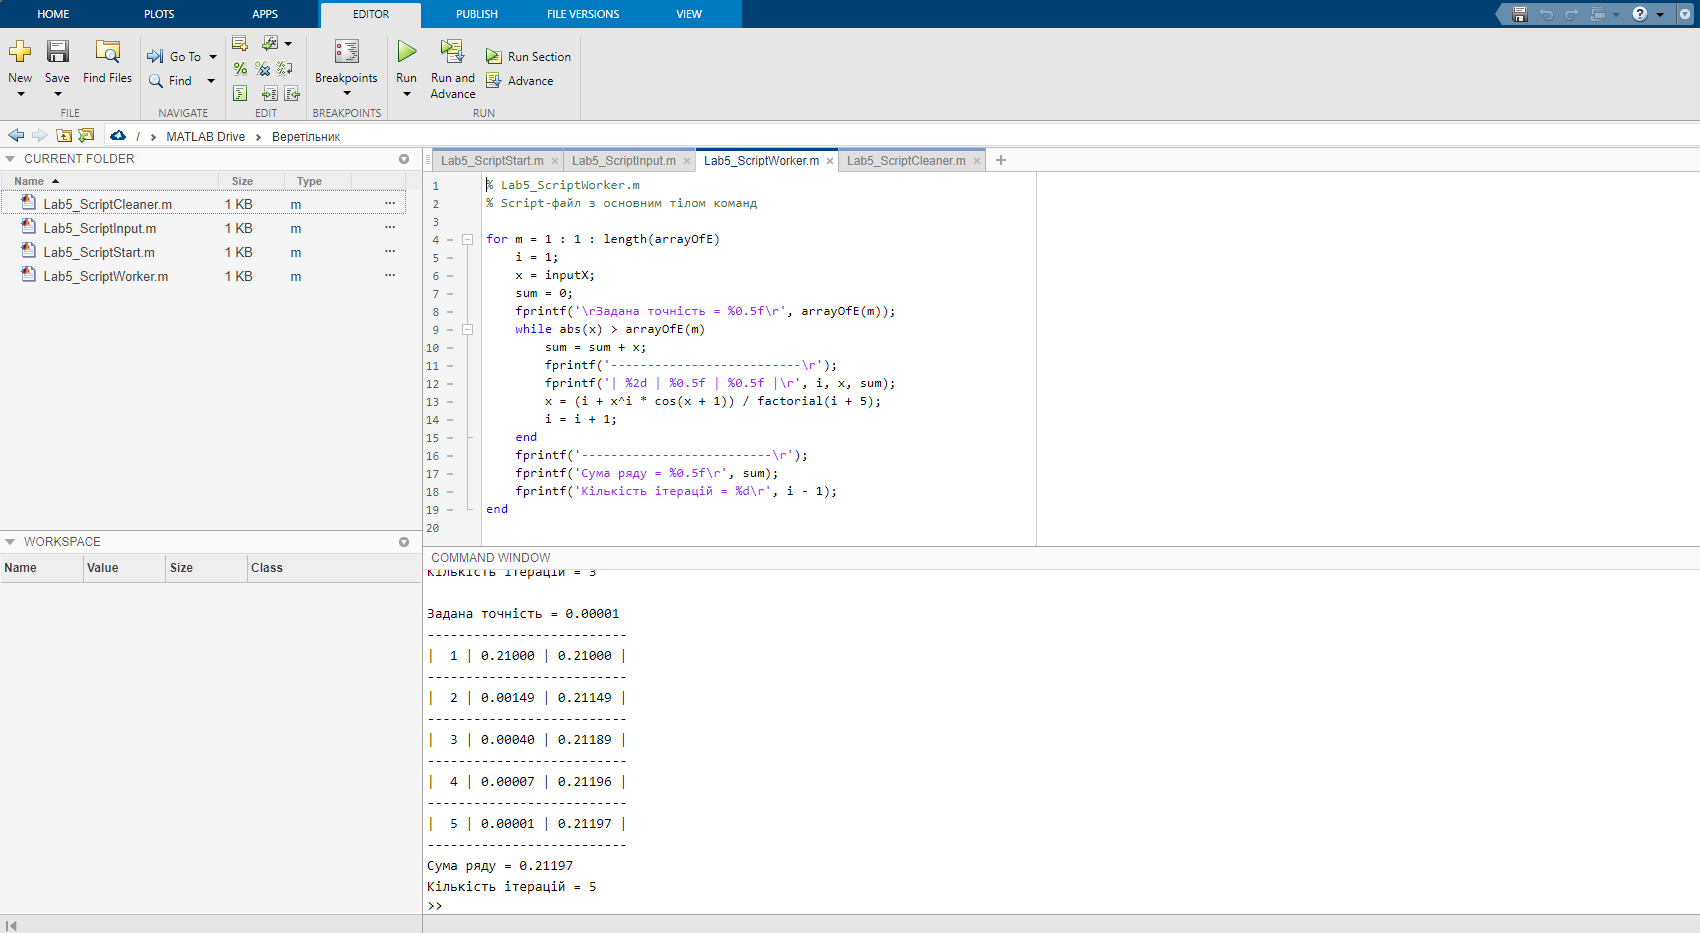 HOME PLOTS APPS EDITOR PUBLISH FILE VERSIONS VIEW
New Save Find Files Go To Find Breakpoints Run Run and Advance Run Section Advance
FILE NAVIGATE EDIT BREAKPOINTS RUN
/ MATLAB Drive Веретільник
CURRENT FOLDER
Name Size Type
Lab5_ScriptCleaner.m 1 KB m
Lab5_ScriptInput.m 1 KB m
Lab5_ScriptStart.m 1 KB m
Lab5_ScriptWorker.m 1 KB m
WORKSPACE
Name Value Size Class
Lab5_ScriptStart.m Lab5_ScriptInput.m Lab5_ScriptWorker.m Lab5_ScriptCleaner.m
1 % Lab5_ScriptWorker.m
2 % Script-файл з основним тілом команд
3
4 for m = 1 : 1 : length(arrayOfE)
5 i = 1;
6 x = inputX;
7 sum = 0;
8 fprintf('\rЗадана точність = %0.5f\r', arrayOfE(m));
9 while abs(x) > arrayOfE(m)
10 sum = sum + x;
11 fprintf('--------------------------\r');
12 fprintf('| %2d | %0.5f | %0.5f |\r', i, x, sum);
13 x = (i + x^i * cos(x + 1)) / factorial(i + 5);
14 i = i + 1;
15 end
16 fprintf('--------------------------\r');
17 fprintf('Сума ряду = %0.5f\r', sum);
18 fprintf('Кількість ітерацій = %d\r', i - 1);
19 end
20
COMMAND WINDOW
Кількість ітерацій = 3
Задана точність = 0.00001
--------------------------
| 1 | 0.21000 | 0.21000 |
--------------------------
| 2 | 0.00149 | 0.21149 |
--------------------------
| 3 | 0.00040 | 0.21189 |
--------------------------
| 4 | 0.00007 | 0.21196 |
--------------------------
| 5 | 0.00001 | 0.21197 |
--------------------------
Сума ряду = 0.21197
Кількість ітерацій = 5
>>